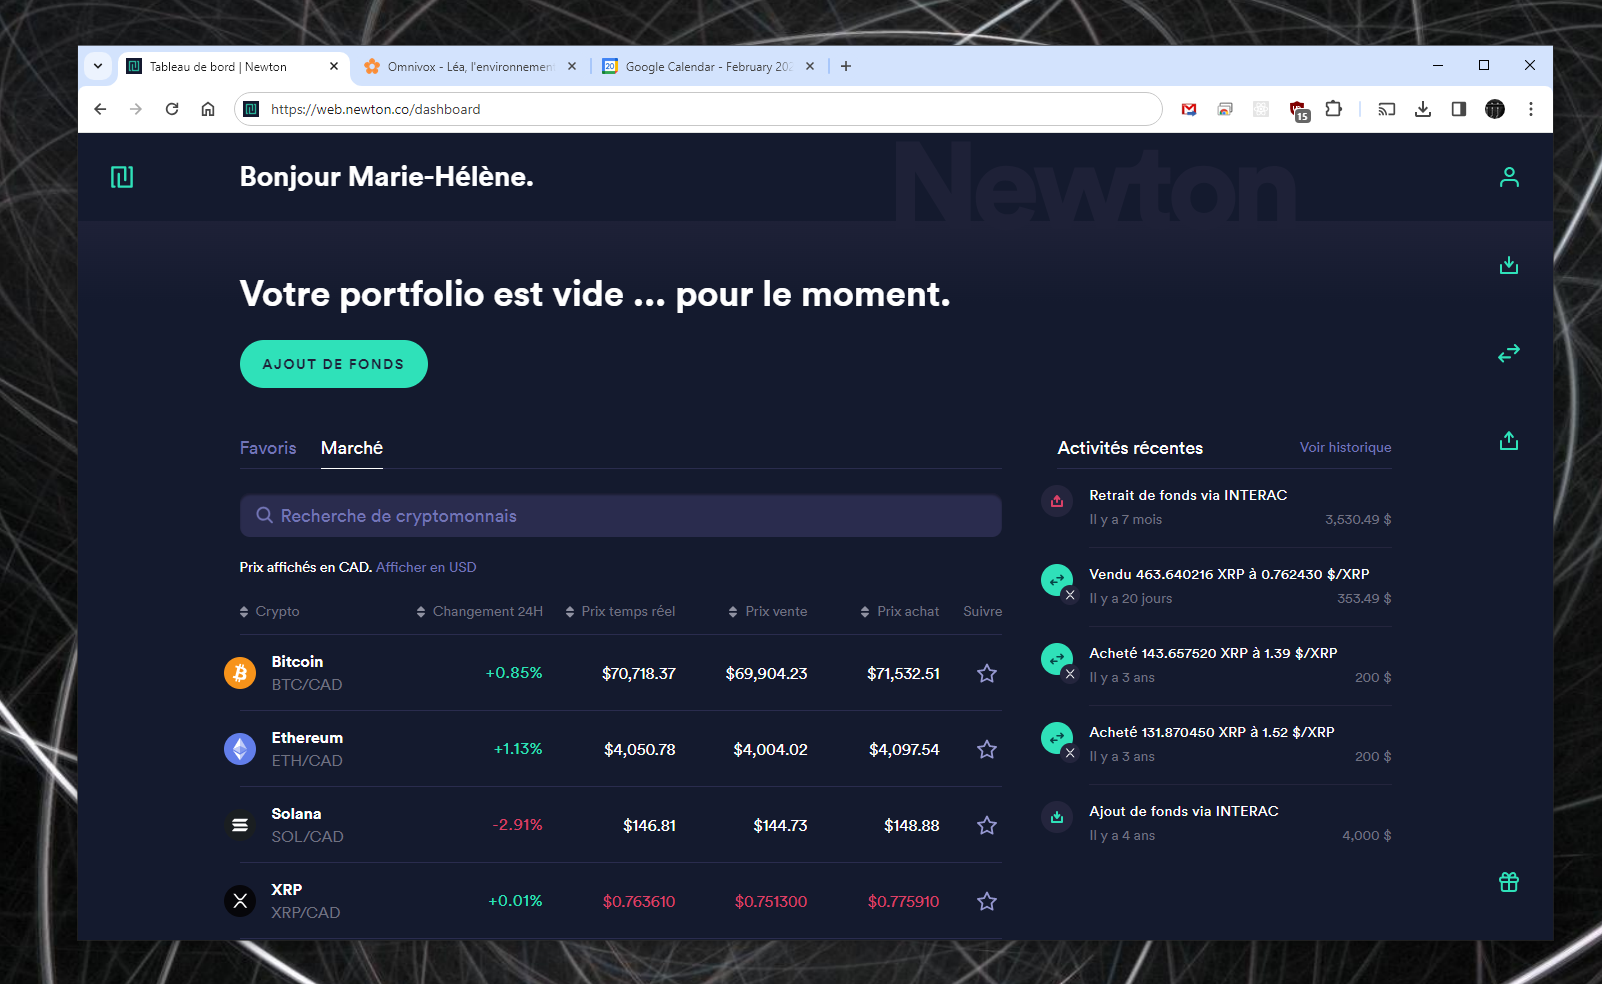 Tableau de bord | Newton
Omnivox - Léa, l'environnemen
Google Calendar - February 202
20
https://web.newton.co/dashboard
15
Bonjour Marie-Hélène.
Newton
Votre portfolio est vide ... pour le moment.
AJOUT DE FONDS
Favoris
Marché
Recherche de cryptomonnais
Prix affichés en CAD. Afficher en USD
Crypto Changement 24H Prix temps réel Prix vente Prix achat Suivre
Bitcoin
BTC/CAD
+0.85% $70,718.37 $69,904.23 $71,532.51
Ethereum
ETH/CAD
+1.13% $4,050.78 $4,004.02 $4,097.54
Solana
SOL/CAD
-2.91% $146.81 $144.73 $148.88
XRP
XRP/CAD
+0.01% $0.763610 $0.751300 $0.775910
Activités récentes
Voir historique
Retrait de fonds via INTERAC
Il y a 7 mois 3,530.49 $
Vendu 463.640216 XRP à 0.762430 $/XRP
Il y a 20 jours 353.49 $
Acheté 143.657520 XRP à 1.39 $/XRP
Il y a 3 ans 200 $
Acheté 131.870450 XRP à 1.52 $/XRP
Il y a 3 ans 200 $
Ajout de fonds via INTERAC
Il y a 4 ans 4,000 $